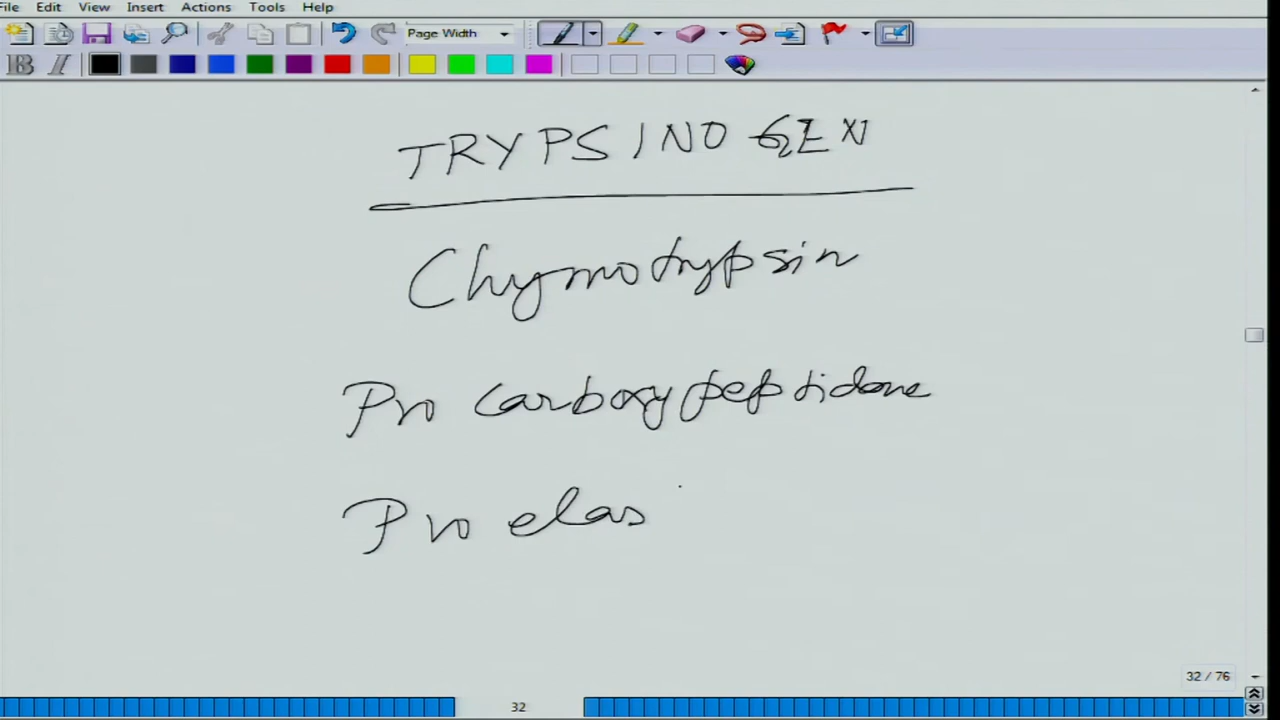 File Edit View Insert Actions Tools Help
Page Width
B I
TRYPSINOGEN
Chymotrypsin
Pro carboxypeptidase
Pro elas
32 / 76
32